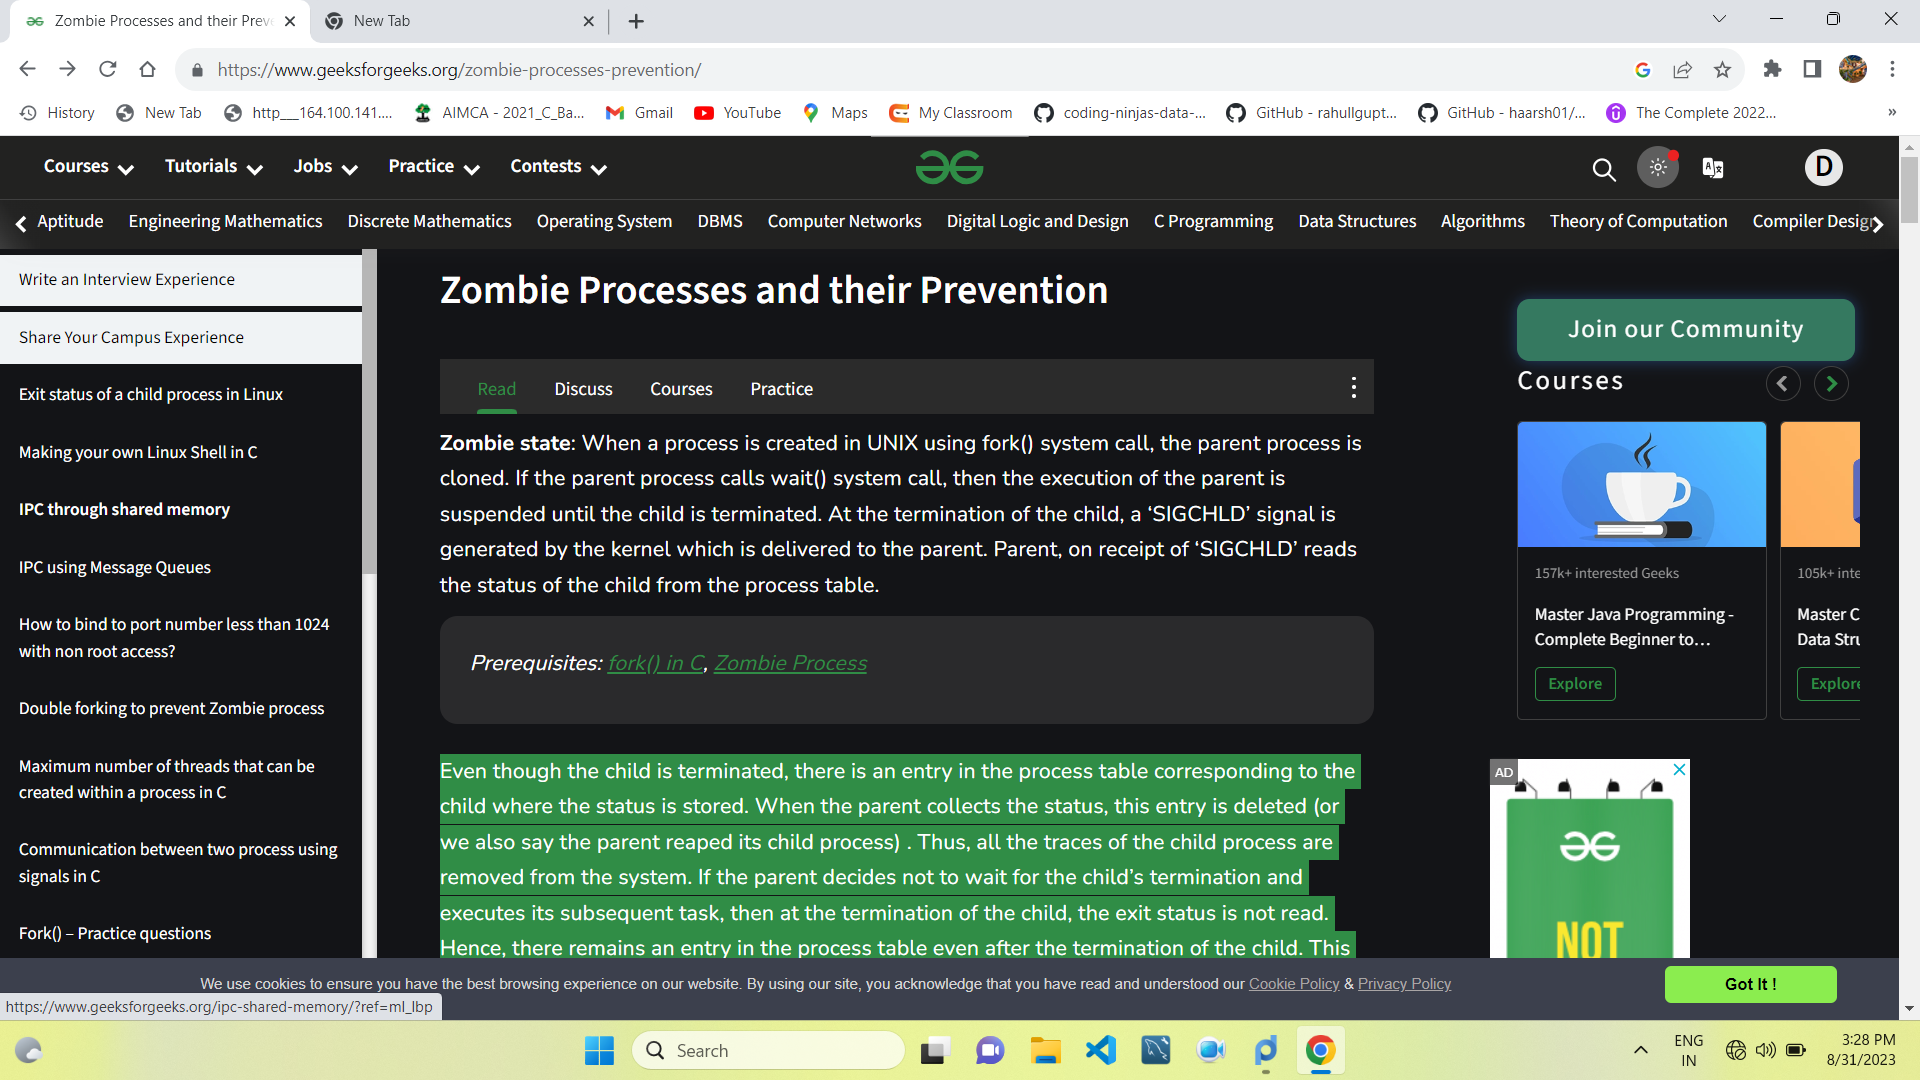 Zombie Processes and their Preve
New Tab
https://www.geeksforgeeks.org/zombie-processes-prevention/
History
New Tab
http__164.100.141....
AIMCA - 2021_C_Ba...
Gmail
YouTube
Maps
My Classroom
coding-ninjas-data-...
GitHub - rahullgupt...
GitHub - haarsh01/...
The Complete 2022...
»
Courses
Tutorials
Jobs
Practice
Contests
D
Aptitude
Engineering Mathematics
Discrete Mathematics
Operating System
DBMS
Computer Networks
Digital Logic and Design
C Programming
Data Structures
Algorithms
Theory of Computation
Compiler Design
Write an Interview Experience
Share Your Campus Experience
Exit status of a child process in Linux
Making your own Linux Shell in C
IPC through shared memory
IPC using Message Queues
How to bind to port number less than 1024
with non root access?
Double forking to prevent Zombie process
Maximum number of threads that can be
created within a process in C
Communication between two process using
signals in C
Fork() – Practice questions
Zombie Processes and their Prevention
Read
Discuss
Courses
Practice
Zombie state: When a process is created in UNIX using fork() system call, the parent process is
cloned. If the parent process calls wait() system call, then the execution of the parent is
suspended until the child is terminated. At the termination of the child, a ‘SIGCHLD’ signal is
generated by the kernel which is delivered to the parent. Parent, on receipt of ‘SIGCHLD’ reads
the status of the child from the process table.
Prerequisites: fork() in C, Zombie Process
Even though the child is terminated, there is an entry in the process table corresponding to the
child where the status is stored. When the parent collects the status, this entry is deleted (or
we also say the parent reaped its child process) . Thus, all the traces of the child process are
removed from the system. If the parent decides not to wait for the child’s termination and
executes its subsequent task, then at the termination of the child, the exit status is not read.
Hence, there remains an entry in the process table even after the termination of the child. This
Join our Community
Courses
157k+ interested Geeks
Master Java Programming -
Complete Beginner to...
Explore
105k+ inte
Master C
Data Stru
Explore
AD
NOT
We use cookies to ensure you have the best browsing experience on our website. By using our site, you acknowledge that you have read and understood our Cookie Policy & Privacy Policy
Got It !
https://www.geeksforgeeks.org/ipc-shared-memory/?ref=ml_lbp
Search
ENG
IN
3:28 PM
8/31/2023